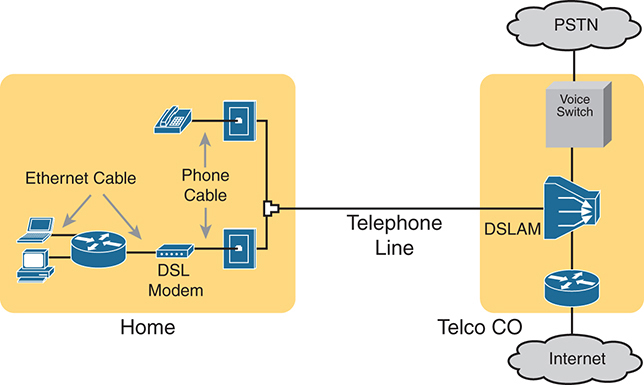 PSTN
Voice
Switch
Ethernet Cable
Phone
Cable
Telephone
Line
DSLAM
DSL
Modem
Home
Telco CO
Internet